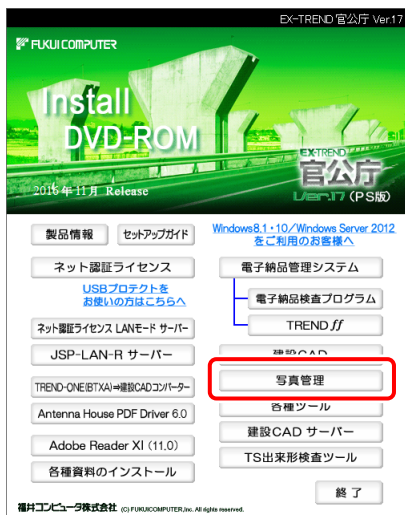 EX-TREND 官公庁 Ver.17
FUKUI COMPUTER
Install
DVD-ROM
EX-TREND
官公庁
Ver.17 (PS版)
2016 年 11月 Release
製品情報
セットアップガイド
Windows8.1・10／Windows Server 2012
をご利用のお客様へ
ネット認証ライセンス
電子納品管理システム
USBプロテクトを
お使いの方はこちらへ
電子納品検査プログラム
ネット認証ライセンス LANモード サーバー
TREND ff
JSP-LAN-R サーバー
建設CAD
写真管理
TREND-ONE(BTXA)⇒建設CADコンバーター
各種ツール
Antenna House PDF Driver 6.0
建設CAD サーバー
Adobe Reader XI (11.0)
TS出来形検査ツール
各種資料のインストール
終 了
福井コンピュータ株式会社 (C) FUKUICOMPUTER,Inc. All rights reserved.